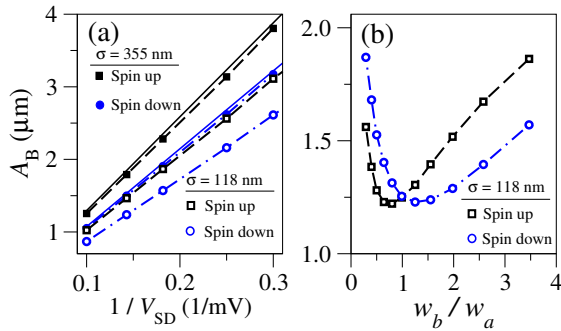 (a)
σ = 355 nm
Spin up
Spin down
σ = 118 nm
Spin up
Spin down
4
3
2
1
A_B (μm)
0.1 0.2 0.3
1 / V_SD (1/mV)
(b)
σ = 118 nm
Spin up
Spin down
2.0
1.5
1.0
0 1 2 3 4
w_b / w_a